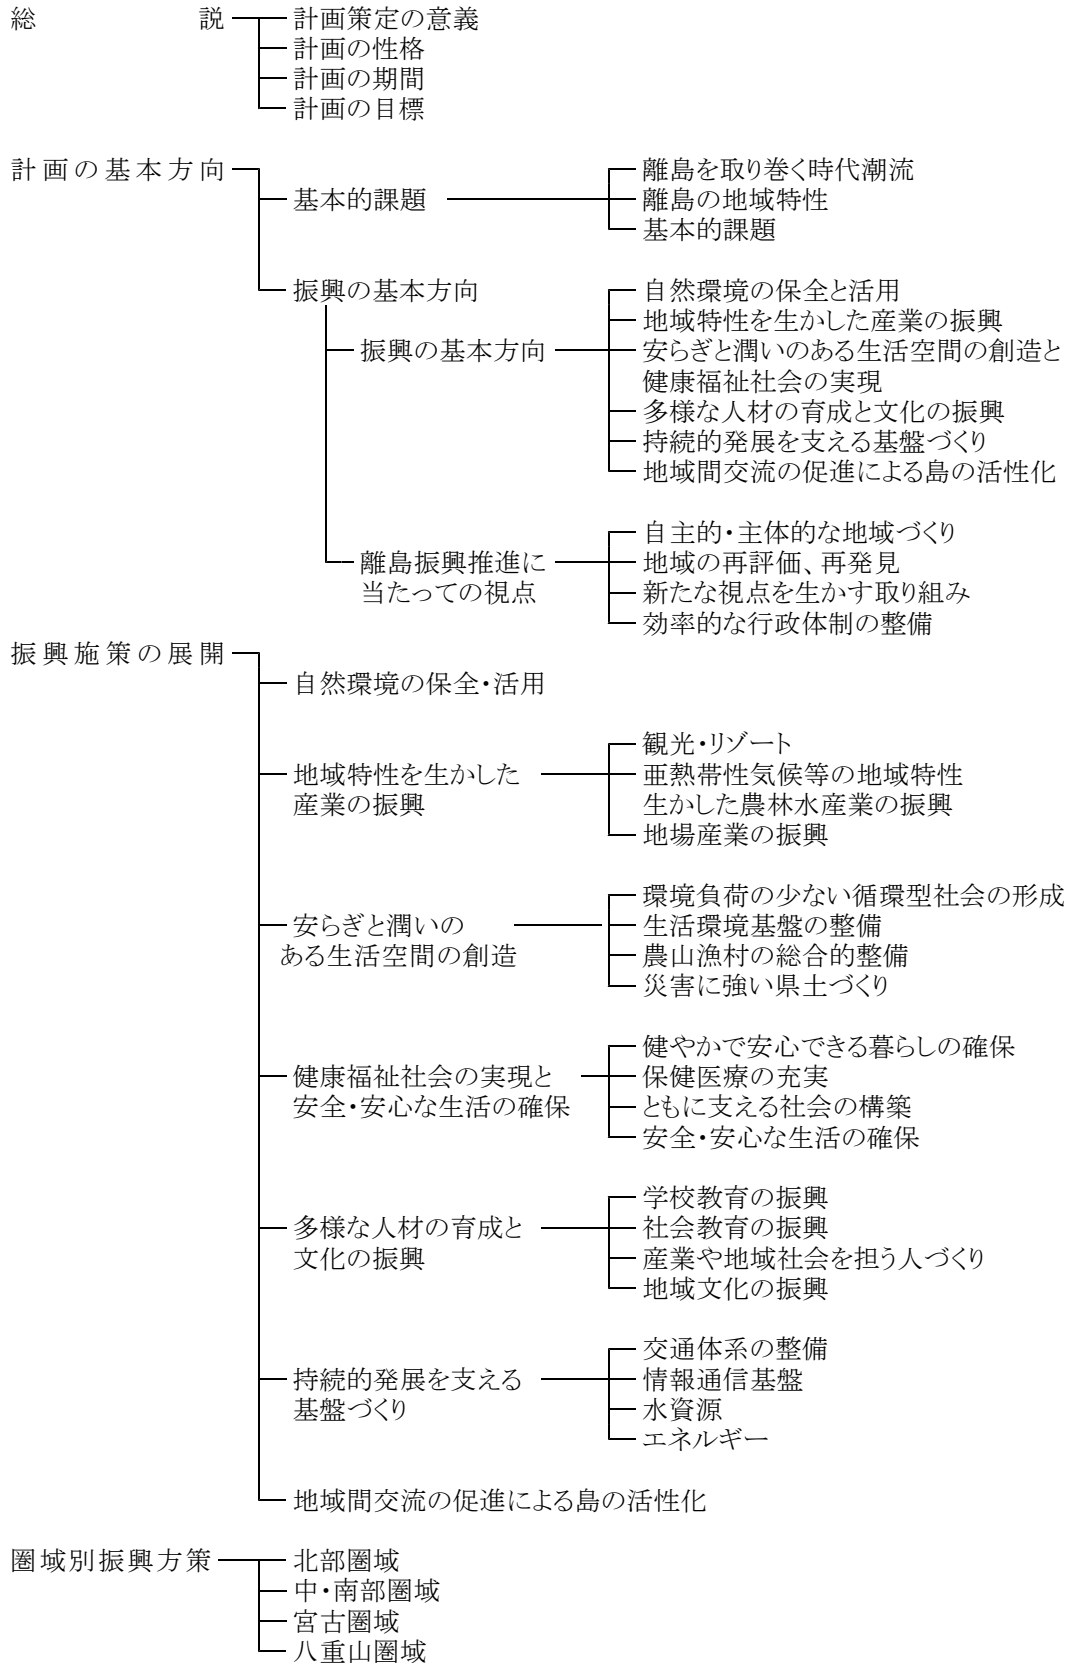 総　　　　説 計画策定の意義
計画の性格
計画の期間
計画の目標
計画の基本方向 離島を取り巻く時代潮流
基本的課題 離島の地域特性
基本的課題
振興の基本方向 自然環境の保全と活用
地域特性を生かした産業の振興
振興の基本方向 安らぎと潤いのある生活空間の創造と
健康福祉社会の実現
多様な人材の育成と文化の振興
持続的発展を支える基盤づくり
地域間交流の促進による島の活性化
自主的・主体的な地域づくり
離島振興推進に 地域の再評価、再発見
当たっての視点 新たな視点を生かす取り組み
効率的な行政体制の整備
振興施策の展開
自然環境の保全・活用
観光・リゾート
地域特性を生かした 亜熱帯性気候等の地域特性
産業の振興 生かした農林水産業の振興
地場産業の振興
環境負荷の少ない循環型社会の形成
安らぎと潤いの 生活環境基盤の整備
ある生活空間の創造 農山漁村の総合的整備
災害に強い県土づくり
健やかで安心できる暮らしの確保
健康福祉社会の実現と 保健医療の充実
安全・安心な生活の確保 ともに支える社会の構築
安全・安心な生活の確保
学校教育の振興
多様な人材の育成と 社会教育の振興
文化の振興 産業や地域社会を担う人づくり
地域文化の振興
交通体系の整備
持続的発展を支える 情報通信基盤
基盤づくり 水資源
エネルギー
地域間交流の促進による島の活性化
圏域別振興方策 北部圏域
中・南部圏域
宮古圏域
八重山圏域